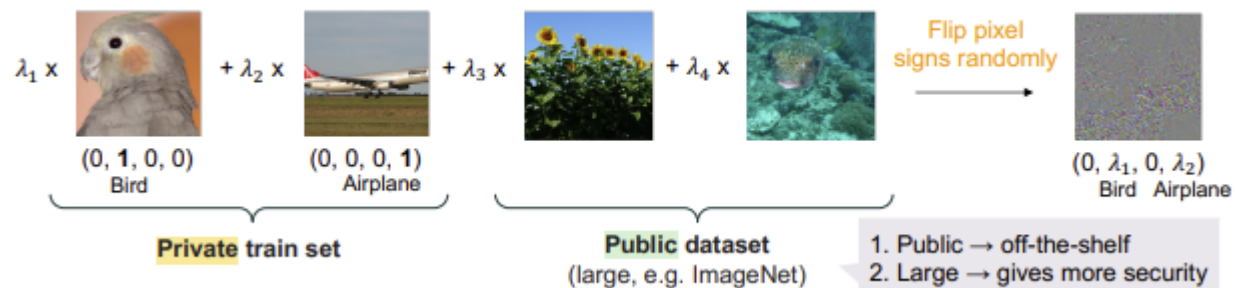 λ₁ x + λ₂ x + λ₃ x + λ₄ x
Flip pixel
signs randomly
(0, 1, 0, 0)
Bird
(0, 0, 0, 1)
Airplane
(0, λ₁, 0, λ₂)
Bird Airplane
Private train set
Public dataset
(large, e.g. ImageNet)
1. Public → off-the-shelf
2. Large → gives more security